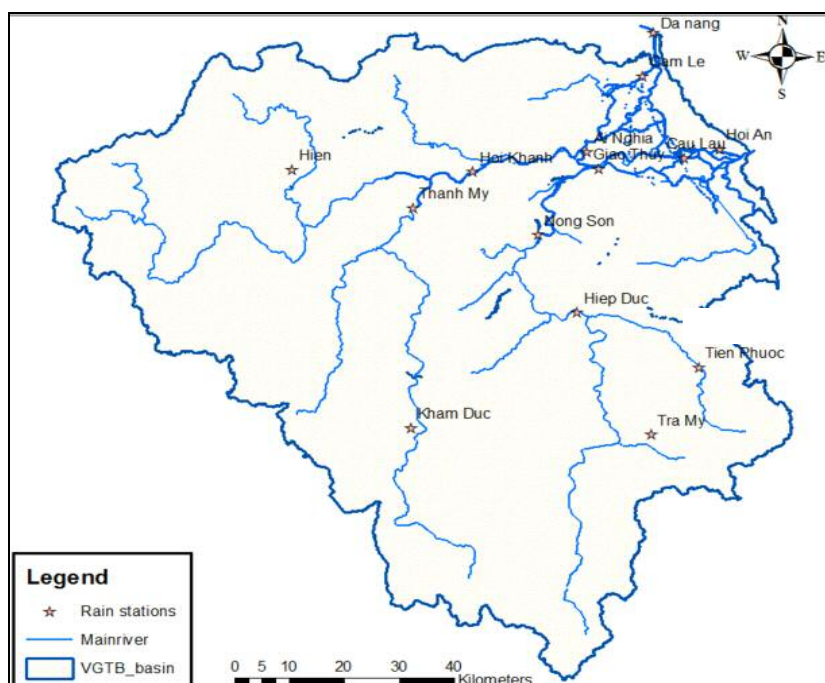 Da nang
N
W E
S
Cam Le
Ai Nghia
Hoi An
Cau Lau
Giao Thuy
Hien
Hoi Khanh
Thanh My
Nong Son
Hiep Duc
Tien Phuoc
Kham Duc
Tra My
Legend
Rain stations
Mainriver
VGTB_basin
0 5 10 20 30 40
Kilometers